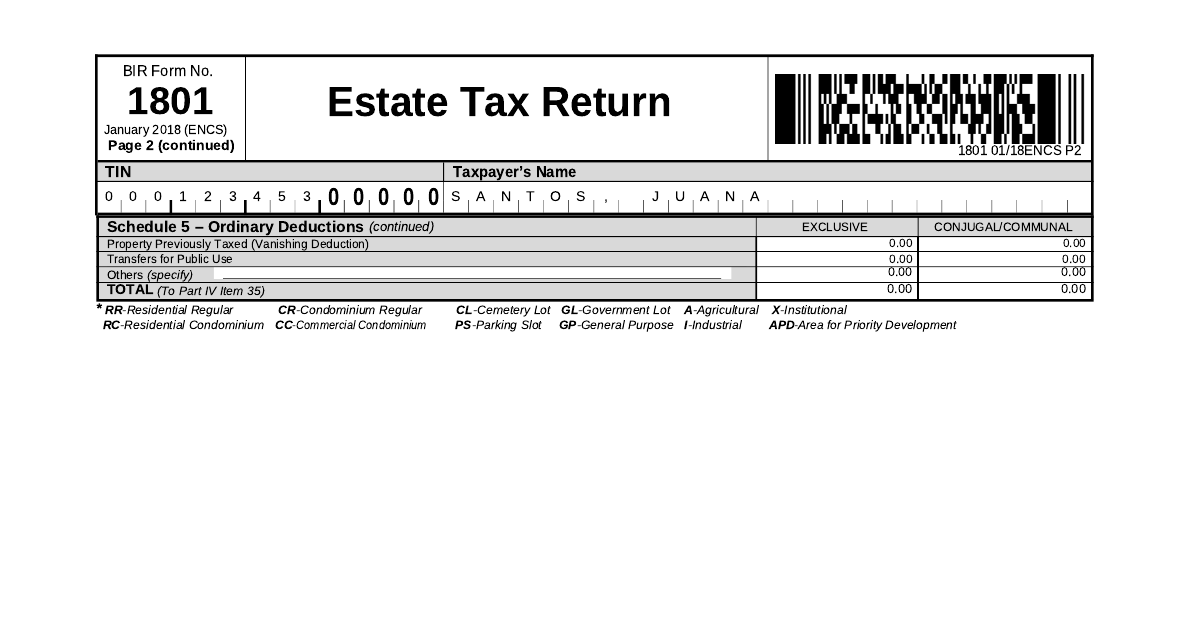 BIR Form No.
1801
January 2018 (ENCS)
Page 2 (continued)
Estate Tax Return
1801 01/18ENCS P2
TIN Taxpayer’s Name
0 0 0 1 2 3 4 5 3 0 0 0 0 0 S A N T O S , J U A N A
Schedule 5 – Ordinary Deductions (continued) EXCLUSIVE CONJUGAL/COMMUNAL
Property Previously Taxed (Vanishing Deduction) 0.00 0.00
Transfers for Public Use 0.00 0.00
Others (specify) 0.00 0.00
TOTAL (To Part IV Item 35) 0.00 0.00
* RR-Residential Regular CR-Condominium Regular CL-Cemetery Lot GL-Government Lot A-Agricultural X-Institutional
RC-Residential Condominium CC-Commercial Condominium PS-Parking Slot GP-General Purpose I-Industrial APD-Area for Priority Development